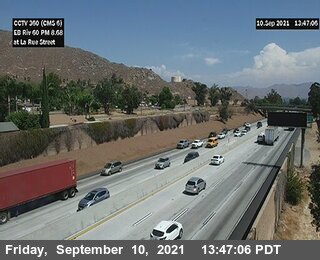 CCTV 360 (CMS 6)
EB Riv 60 PM 8.68
at La Rue Street
10.Sep 2021 13:47:06
Friday, September 10, 2021 13:47:06 PDT